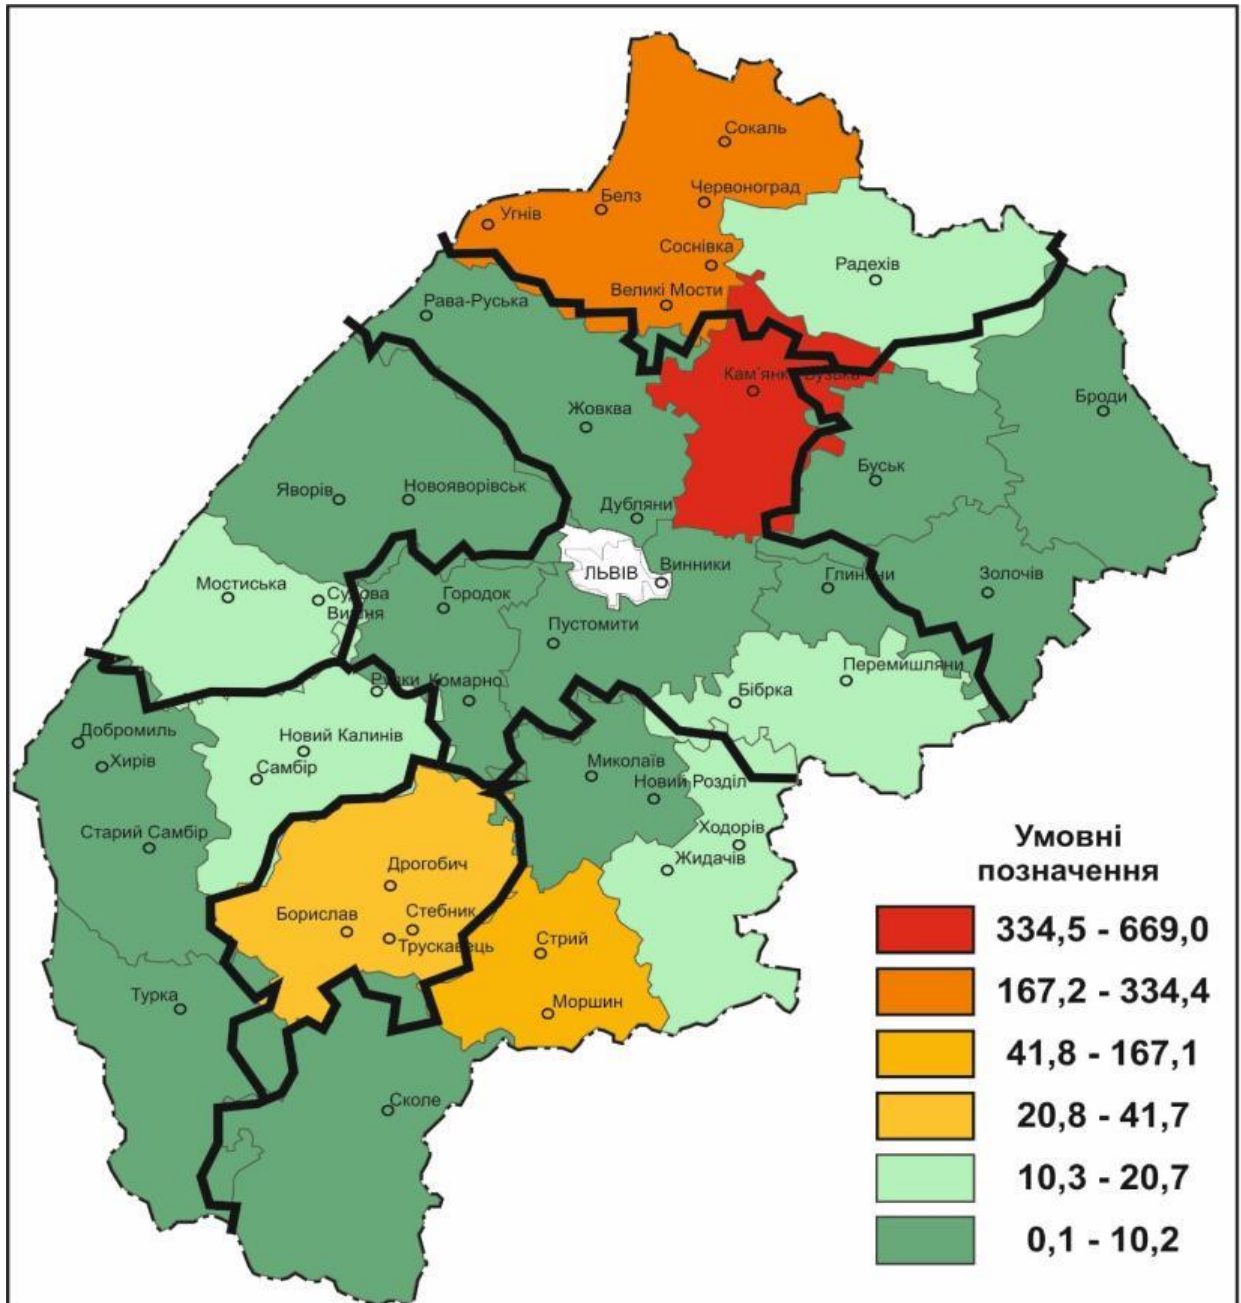 Сокаль
Червоноград
Белз
Угнів
Соснівка
Радехів
Великі Мости
Рава-Руська
Кам'янка-Бузька
Броди
Жовква
Буськ
Яворів
Новояворівськ
Дубляни
ЛЬВІВ
Винники
Глиняни
Золочів
Мостиська
Судова
Вишня
Городок
Пустомити
Перемишляни
Рудки
Комарно
Бібрка
Добромиль
Хирів
Новий Калинів
Самбір
Миколаїв
Новий Розділ
Старий Самбір
Ходорів
Жидачів
Дрогобич
Борислав
Стебник
Трускавець
Стрий
Турка
Моршин
Сколе
Умовні
позначення
334,5 - 669,0
167,2 - 334,4
41,8 - 167,1
20,8 - 41,7
10,3 - 20,7
0,1 - 10,2